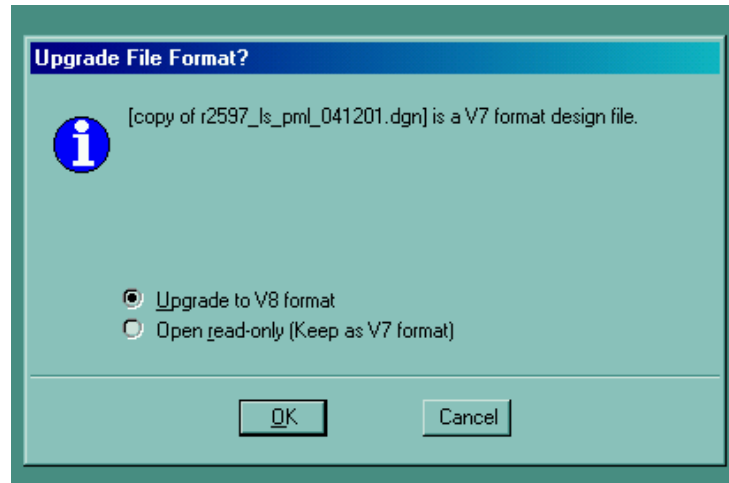 Upgrade File Format?
[copy of r2597_ls_pml_041201.dgn] is a V7 format design file.
Upgrade to V8 format
Open read-only (Keep as V7 format)
OK
Cancel